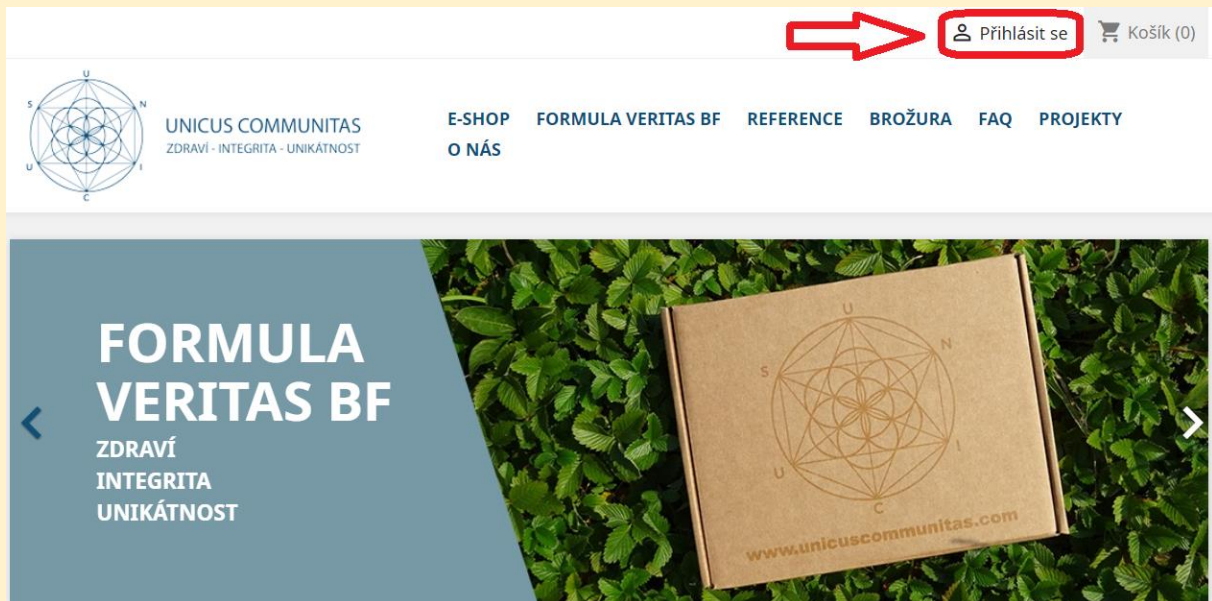 Přihlásit se
Košík (0)
U
S N
U I
C
UNICUS COMMUNITAS
ZDRAVÍ - INTEGRITA - UNIKÁTNOST
E-SHOP FORMULA VERITAS BF REFERENCE BROŽURA FAQ PROJEKTY
O NÁS
FORMULA
VERITAS BF
ZDRAVÍ
INTEGRITA
UNIKÁTNOST
U
S N
U I
C
www.unicuscommunitas.com